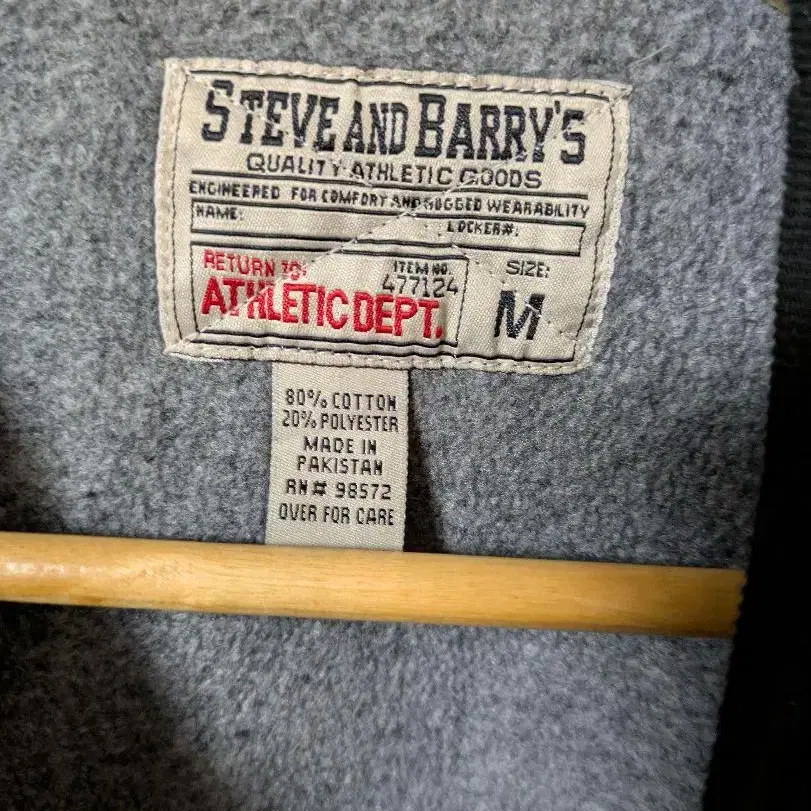 STEVE AND BARRY'S
QUALITY ATHLETIC GOODS
ENGINEERED FOR COMFORT AND RUGGED WEARABILITY
NAME:
LOCKER#:
RETURN TO:
ATHLETIC DEPT.
ITEM NO.
477124
SIZE:
M
80% COTTON
20% POLYESTER
MADE IN
PAKISTAN
RN# 98572
OVER FOR CARE